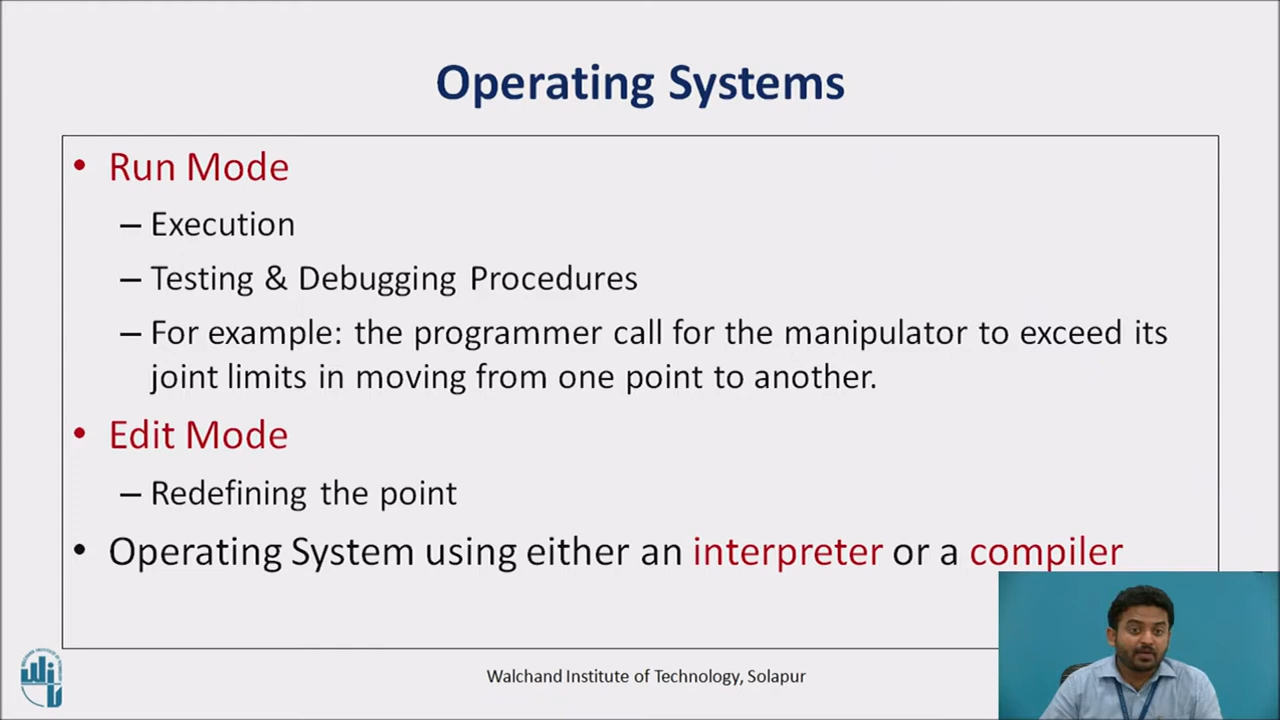 Operating Systems
• Run Mode
– Execution
– Testing & Debugging Procedures
– For example: the programmer call for the manipulator to exceed its
joint limits in moving from one point to another.
• Edit Mode
– Redefining the point
• Operating System using either an interpreter or a compiler
Walchand Institute of Technology, Solapur